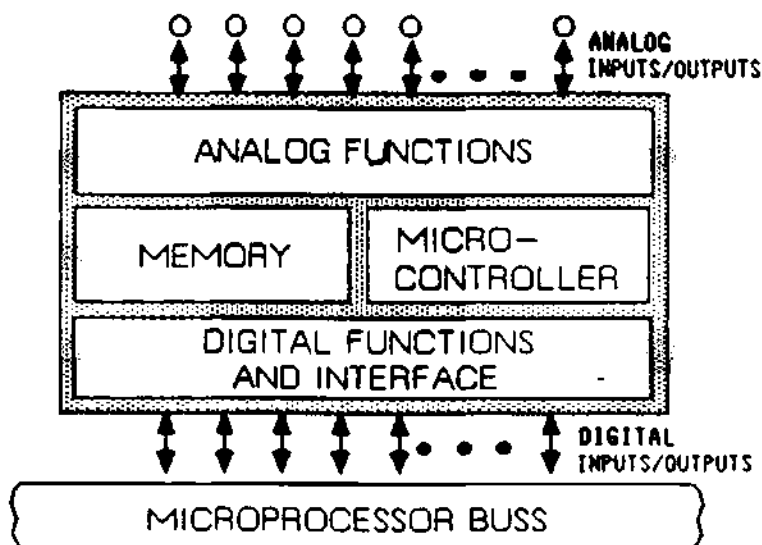 ANALOG
INPUTS/OUTPUTS
ANALOG FUNCTIONS
MEMORY
MICRO-
CONTROLLER
DIGITAL FUNCTIONS
AND INTERFACE
DIGITAL
INPUTS/OUTPUTS
MICROPROCESSOR BUSS